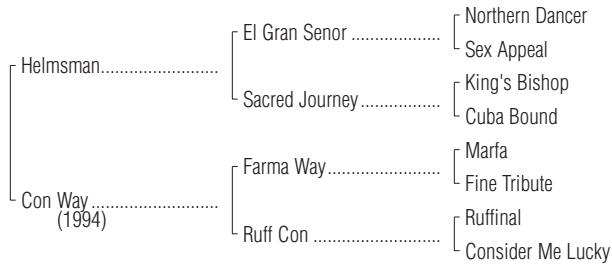 Northern Dancer
El Gran Senor ....................
Sex Appeal
Helmsman...........................
King's Bishop
Sacred Journey ..................
Cuba Bound
Marfa
Farma Way.........................
Fine Tribute
Con Way .............................
(1994)
Ruffinal
Ruff Con ............................
Consider Me Lucky